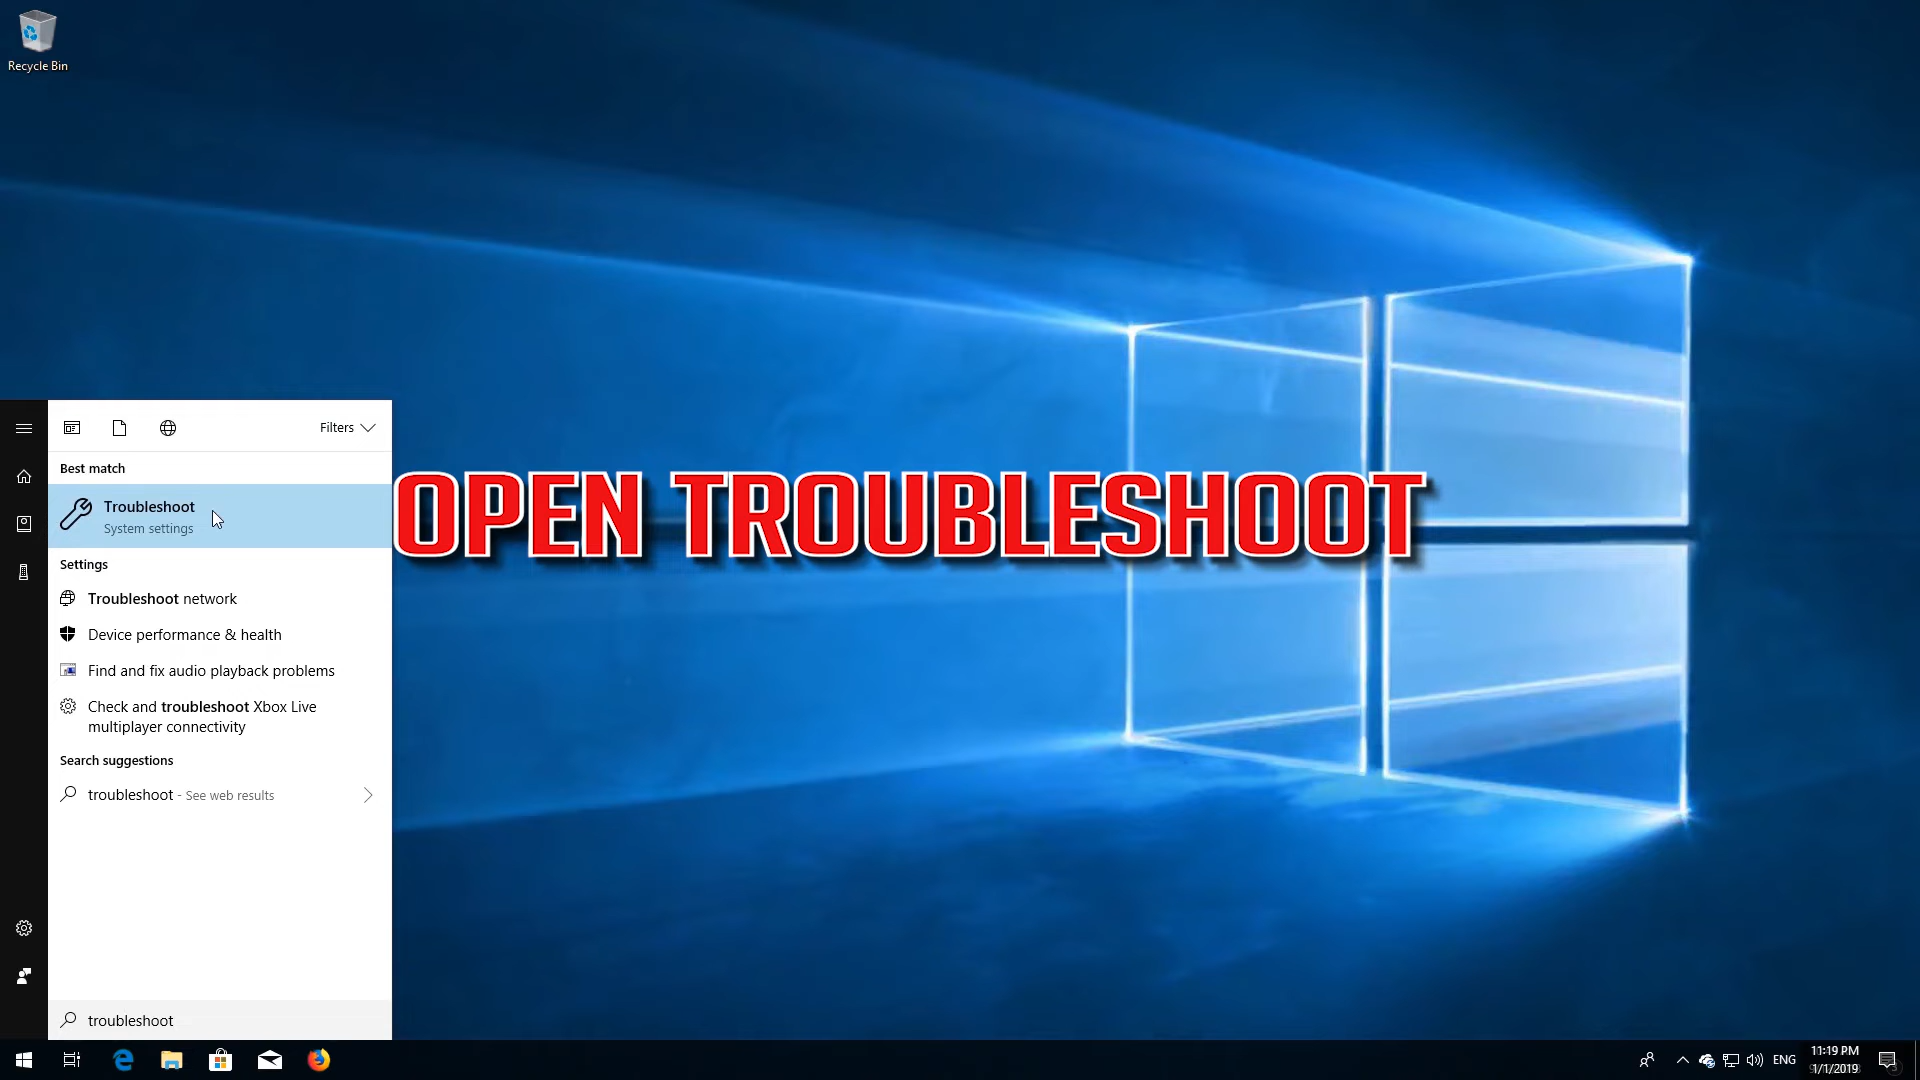 Recycle Bin
Filters
Best match
Troubleshoot
System settings
OPEN TROUBLESHOOT
Settings
Troubleshoot network
Device performance & health
Find and fix audio playback problems
Check and troubleshoot Xbox Live
multiplayer connectivity
Search suggestions
troubleshoot - See web results
troubleshoot
ENG
11:19 PM
1/1/2019